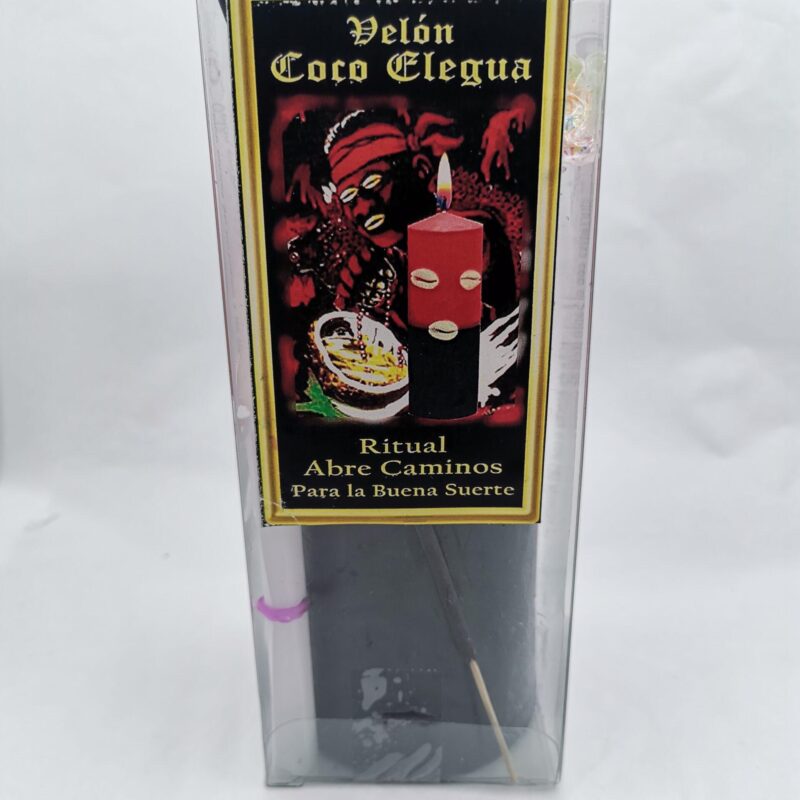 Velón
Coco Elegua
Ritual
Abre Caminos
Para la Buena Suerte